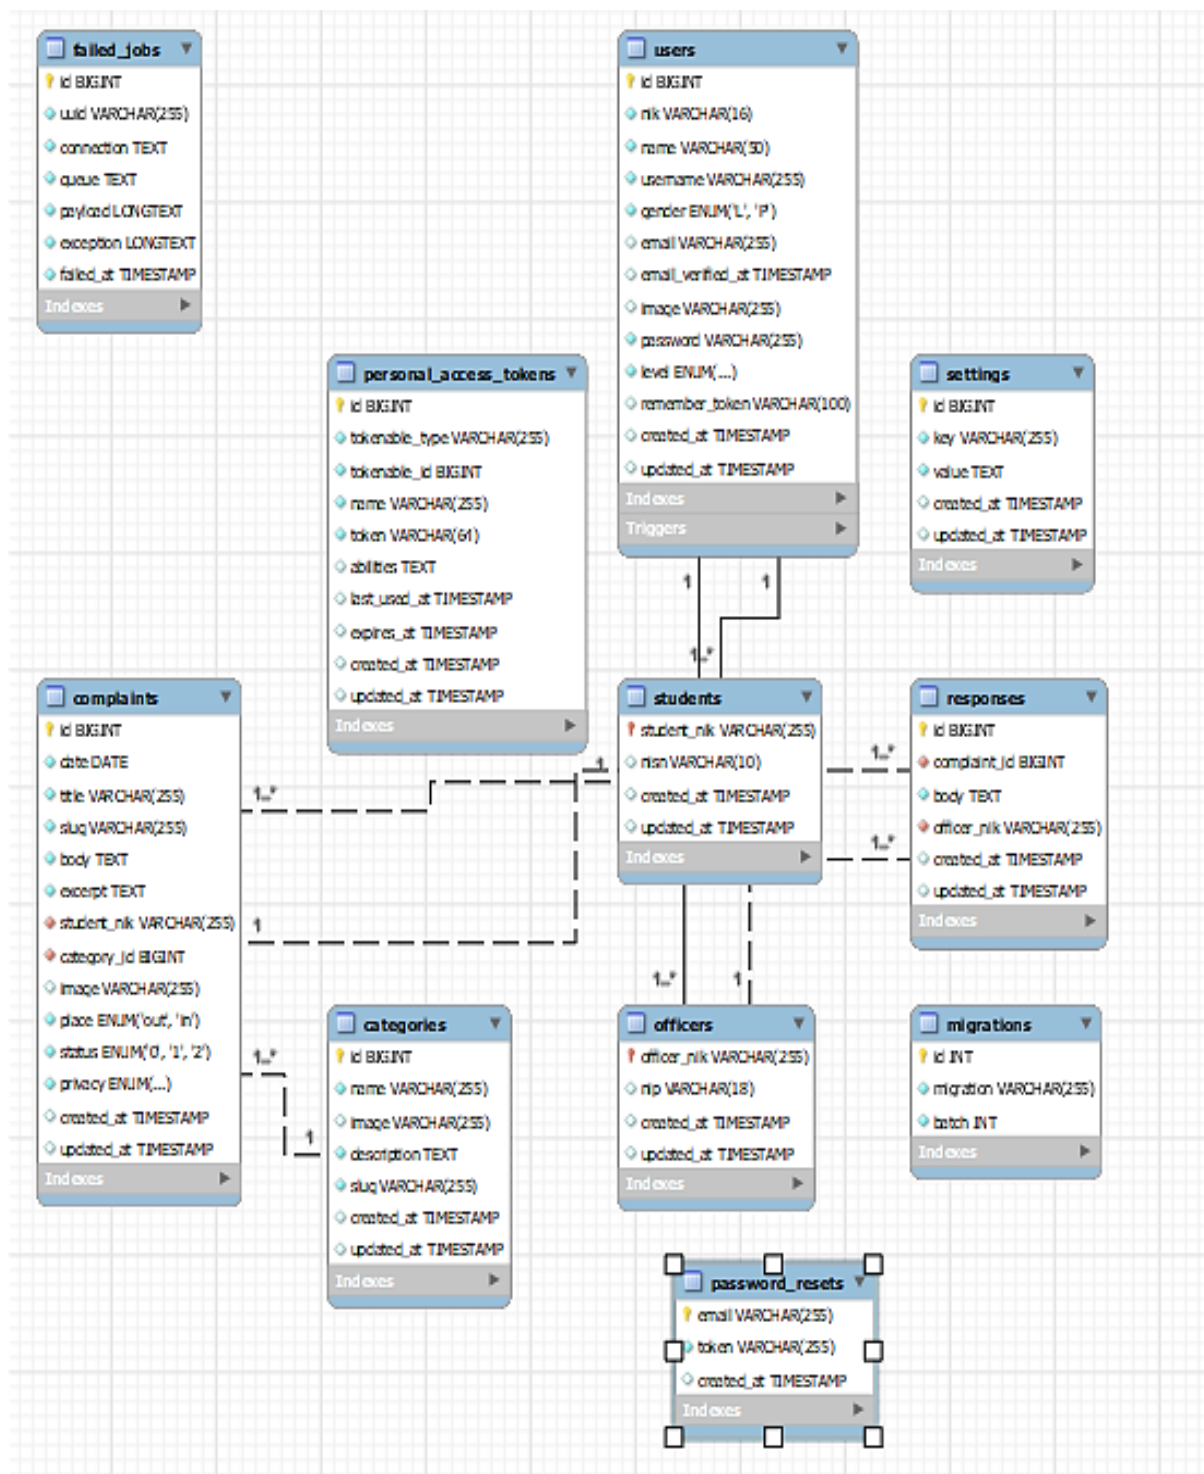 failed_jobs
id BIGINT
uuid VARCHAR(255)
connection TEXT
queue TEXT
payload LONGTEXT
exception LONGTEXT
failed_at TIMESTAMP
Indexes
users
id BIGINT
nik VARCHAR(16)
name VARCHAR(50)
username VARCHAR(255)
gender ENUM('L', 'P')
email VARCHAR(255)
email_verified_at TIMESTAMP
image VARCHAR(255)
password VARCHAR(255)
level ENUM(...)
remember_token VARCHAR(100)
created_at TIMESTAMP
updated_at TIMESTAMP
Indexes
Triggers
personal_access_tokens
id BIGINT
tokenable_type VARCHAR(255)
tokenable_id BIGINT
name VARCHAR(255)
token VARCHAR(64)
abilities TEXT
last_used_at TIMESTAMP
expires_at TIMESTAMP
created_at TIMESTAMP
updated_at TIMESTAMP
Indexes
settings
id BIGINT
key VARCHAR(255)
value TEXT
created_at TIMESTAMP
updated_at TIMESTAMP
Indexes
1
1
1..*
complaints
id BIGINT
date DATE
title VARCHAR(255)
slug VARCHAR(255)
body TEXT
excerpt TEXT
student_nik VARCHAR(255)
category_id BIGINT
image VARCHAR(255)
place ENUM('out', 'in')
status ENUM('0', '1', '2')
privacy ENUM(...)
created_at TIMESTAMP
updated_at TIMESTAMP
Indexes
1..*
1
1..*
1
1
students
student_nik VARCHAR(255)
nisn VARCHAR(10)
created_at TIMESTAMP
updated_at TIMESTAMP
Indexes
1..*
1..*
responses
id BIGINT
complaint_id BIGINT
body TEXT
officer_nik VARCHAR(255)
created_at TIMESTAMP
updated_at TIMESTAMP
Indexes
1..*
1
categories
id BIGINT
name VARCHAR(255)
image VARCHAR(255)
description TEXT
slug VARCHAR(255)
created_at TIMESTAMP
updated_at TIMESTAMP
Indexes
officers
officer_nik VARCHAR(255)
nip VARCHAR(18)
created_at TIMESTAMP
updated_at TIMESTAMP
Indexes
migrations
id INT
migration VARCHAR(255)
batch INT
Indexes
password_resets
email VARCHAR(255)
token VARCHAR(255)
created_at TIMESTAMP
Indexes